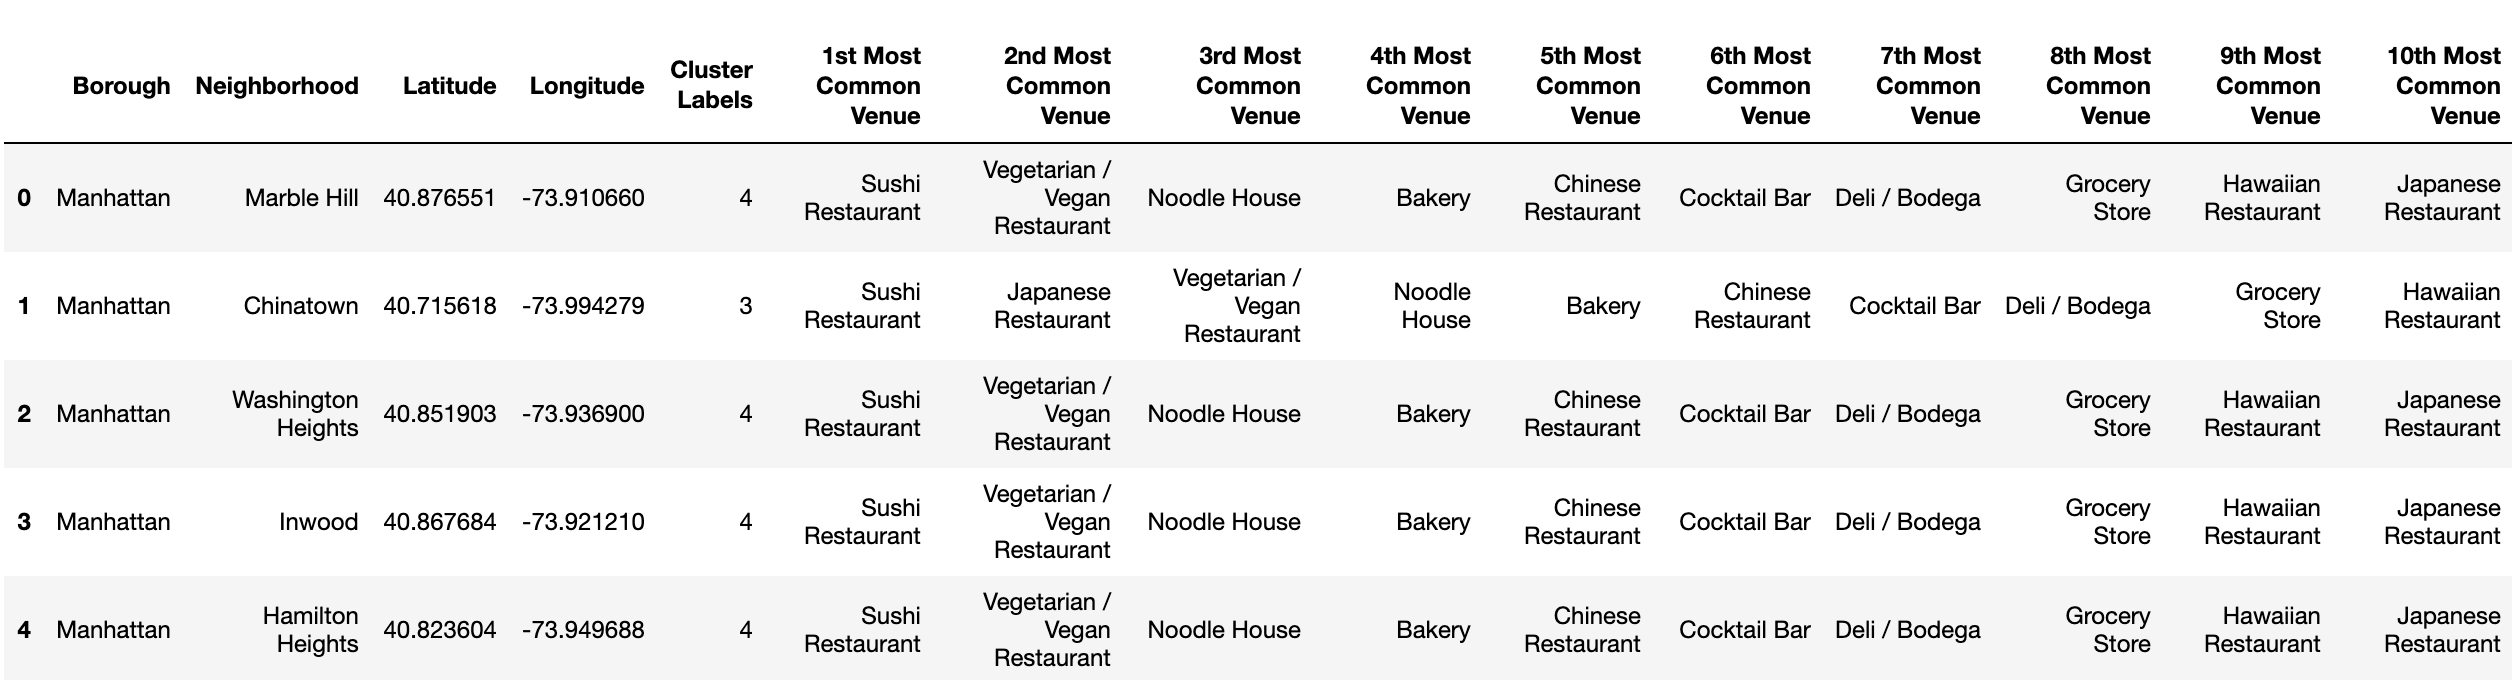 Borough Neighborhood Latitude Longitude Cluster Labels 1st Most Common Venue 2nd Most Common Venue 3rd Most Common Venue 4th Most Common Venue 5th Most Common Venue 6th Most Common Venue 7th Most Common Venue 8th Most Common Venue 9th Most Common Venue 10th Most Common Venue
0 Manhattan Marble Hill 40.876551 -73.910660 4 Sushi Restaurant Vegetarian / Vegan Restaurant Noodle House Bakery Chinese Restaurant Cocktail Bar Deli / Bodega Grocery Store Hawaiian Restaurant Japanese Restaurant
1 Manhattan Chinatown 40.715618 -73.994279 3 Sushi Restaurant Japanese Restaurant Vegetarian / Vegan Restaurant Noodle House Bakery Chinese Restaurant Cocktail Bar Deli / Bodega Grocery Store Hawaiian Restaurant
2 Manhattan Washington Heights 40.851903 -73.936900 4 Sushi Restaurant Vegetarian / Vegan Restaurant Noodle House Bakery Chinese Restaurant Cocktail Bar Deli / Bodega Grocery Store Hawaiian Restaurant Japanese Restaurant
3 Manhattan Inwood 40.867684 -73.921210 4 Sushi Restaurant Vegetarian / Vegan Restaurant Noodle House Bakery Chinese Restaurant Cocktail Bar Deli / Bodega Grocery Store Hawaiian Restaurant Japanese Restaurant
4 Manhattan Hamilton Heights 40.823604 -73.949688 4 Sushi Restaurant Vegetarian / Vegan Restaurant Noodle House Bakery Chinese Restaurant Cocktail Bar Deli / Bodega Grocery Store Hawaiian Restaurant Japanese Restaurant